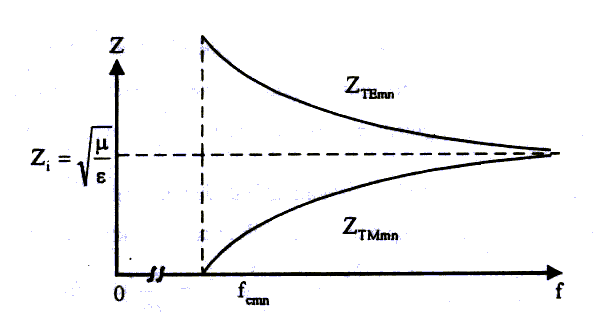 Z
Z_TEmn
Z_i = √(μ/ε)
Z_TMmn
0 f_cmn f